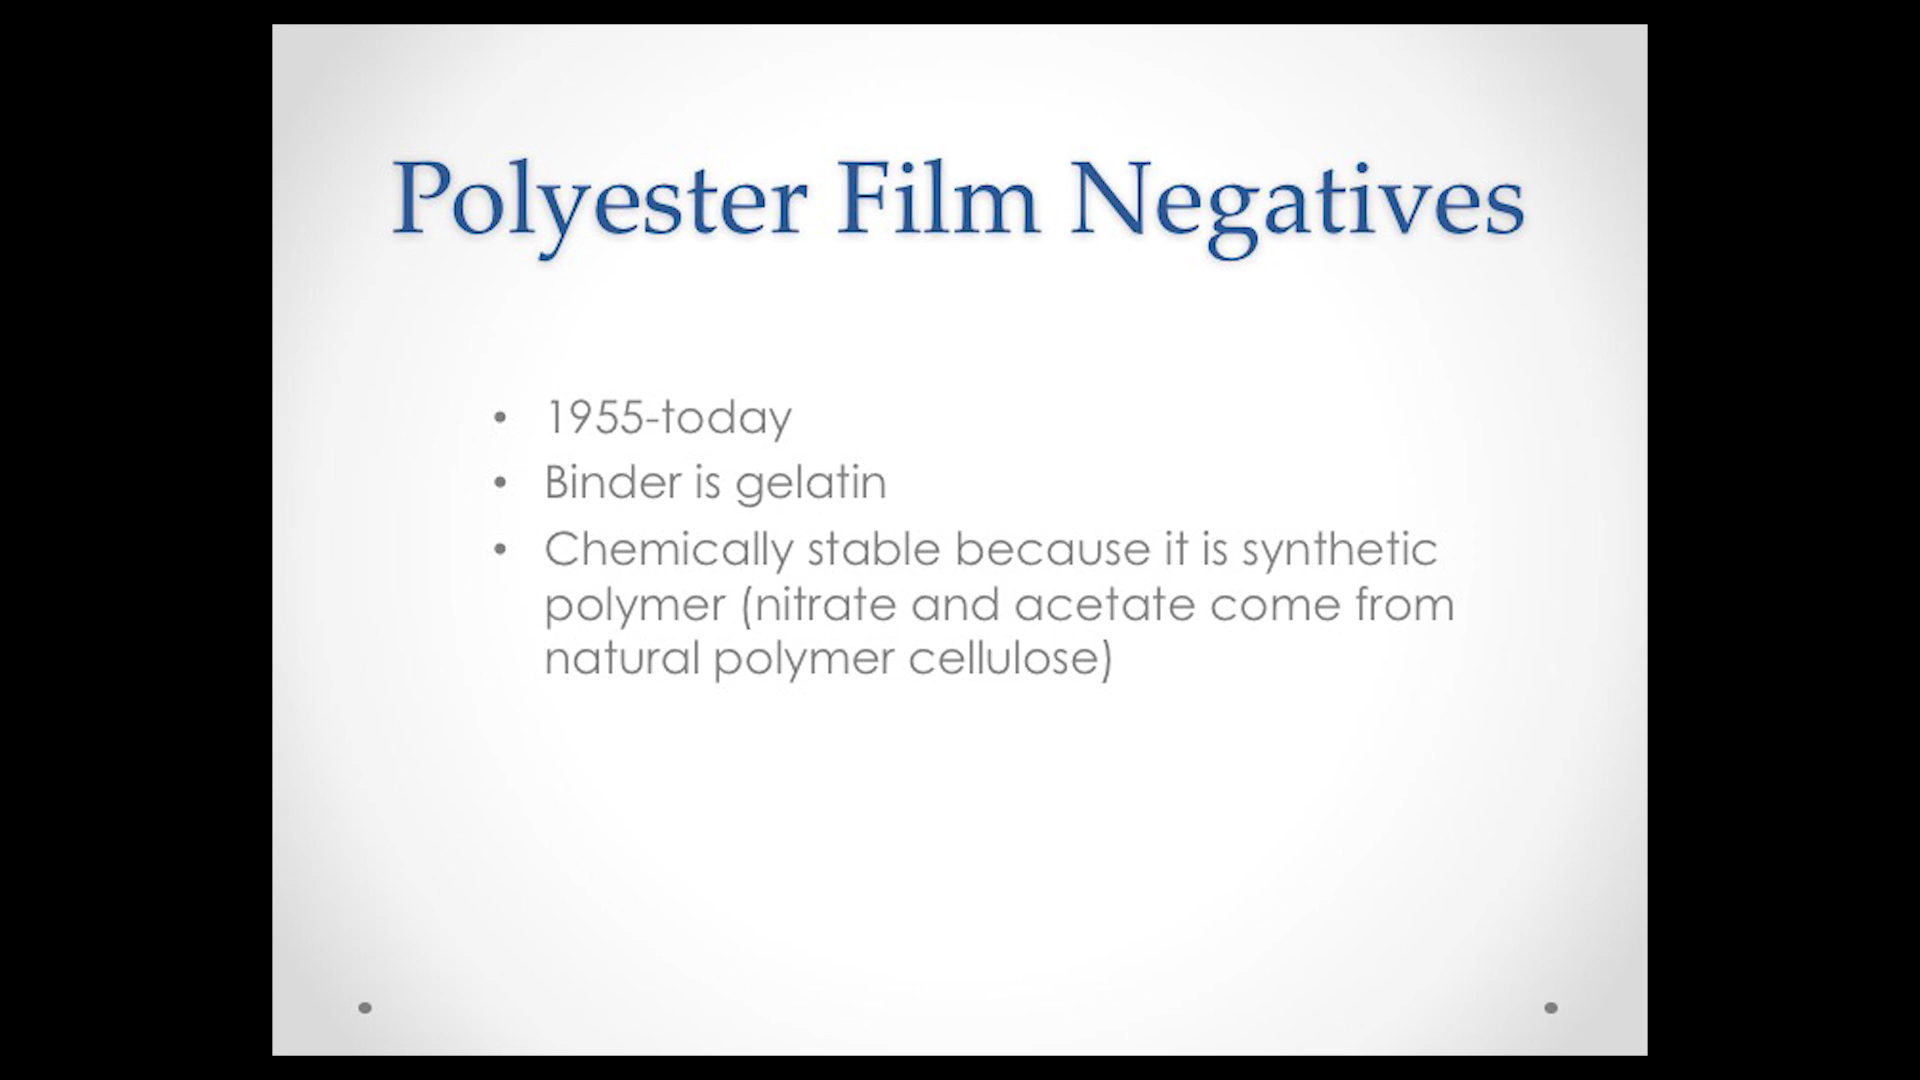 Polyester Film Negatives
• 1955-today
• Binder is gelatin
• Chemically stable because it is synthetic
polymer (nitrate and acetate come from
natural polymer cellulose)